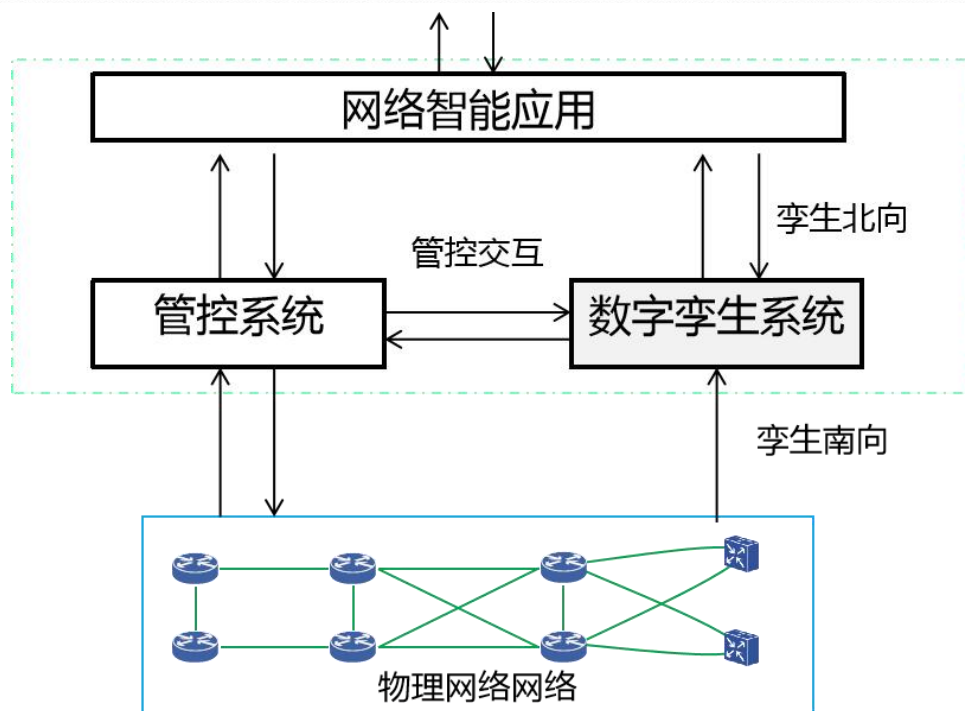 网络智能应用
孪生北向
管控交互
管控系统
数字孪生系统
孪生南向
物理网络网络